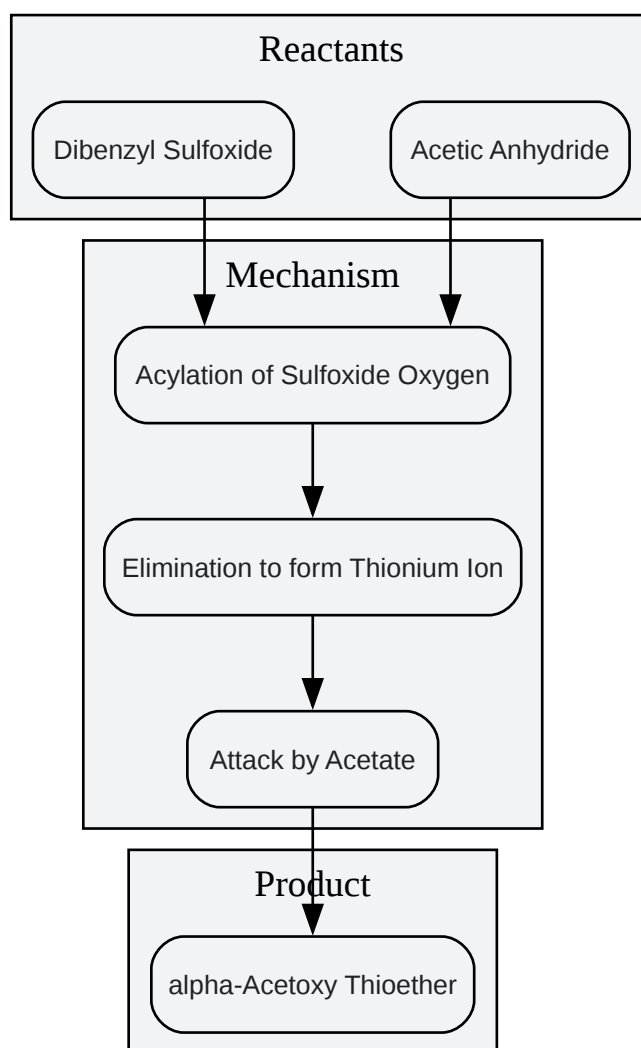 Reactants
Dibenzyl Sulfoxide
Acetic Anhydride
Mechanism
Acylation of Sulfoxide Oxygen
Elimination to form Thionium Ion
Attack by Acetate
Product
alpha-Acetoxy Thioether